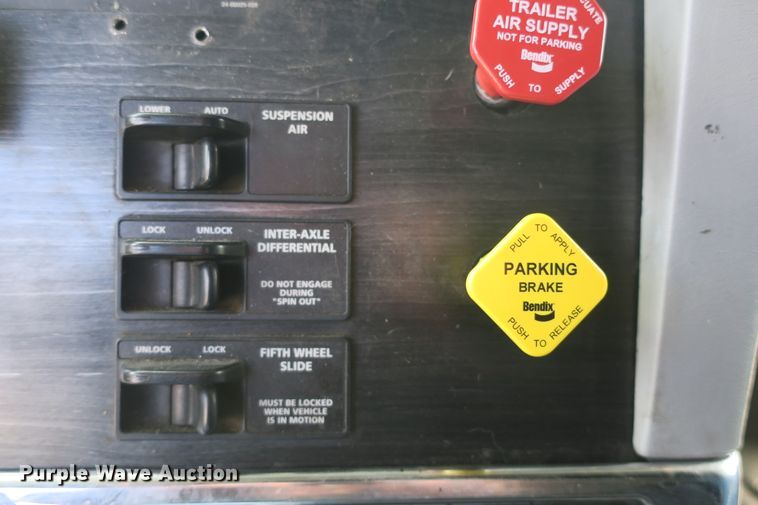 TRAILER
AIR SUPPLY
NOT FOR PARKING
Bendix
PUSH TO SUPPLY
LOWER AUTO
SUSPENSION
AIR
LOCK UNLOCK
INTER-AXLE
DIFFERENTIAL
DO NOT ENGAGE
DURING
"SPIN OUT"
PULL TO APPLY
PARKING
BRAKE
Bendix
PUSH TO RELEASE
UNLOCK LOCK
FIFTH WHEEL
SLIDE
MUST BE LOCKED
WHEN VEHICLE
IS IN MOTION
Purple Wave Auction